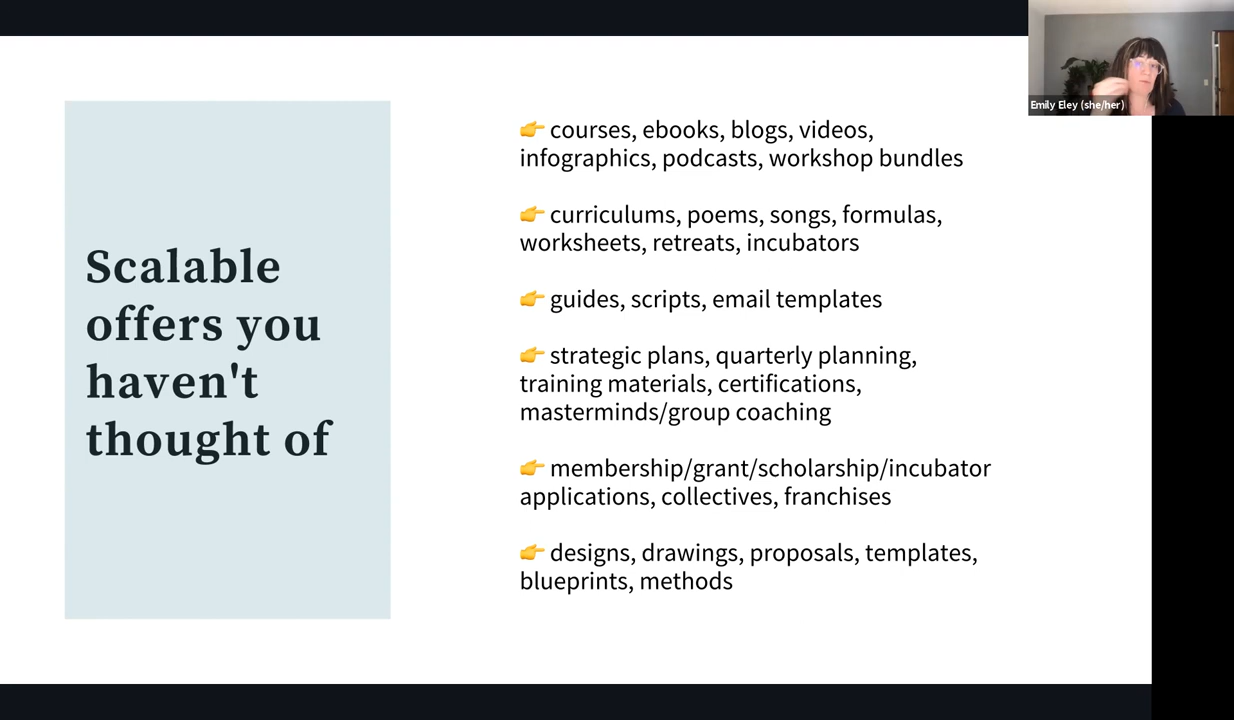 Scalable
offers you
haven't
thought of
👉 courses, ebooks, blogs, videos,
infographics, podcasts, workshop bundles
👉 curriculums, poems, songs, formulas,
worksheets, retreats, incubators
👉 guides, scripts, email templates
👉 strategic plans, quarterly planning,
training materials, certifications,
masterminds/group coaching
👉 membership/grant/scholarship/incubator
applications, collectives, franchises
👉 designs, drawings, proposals, templates,
blueprints, methods
Emily Eley (she/her)